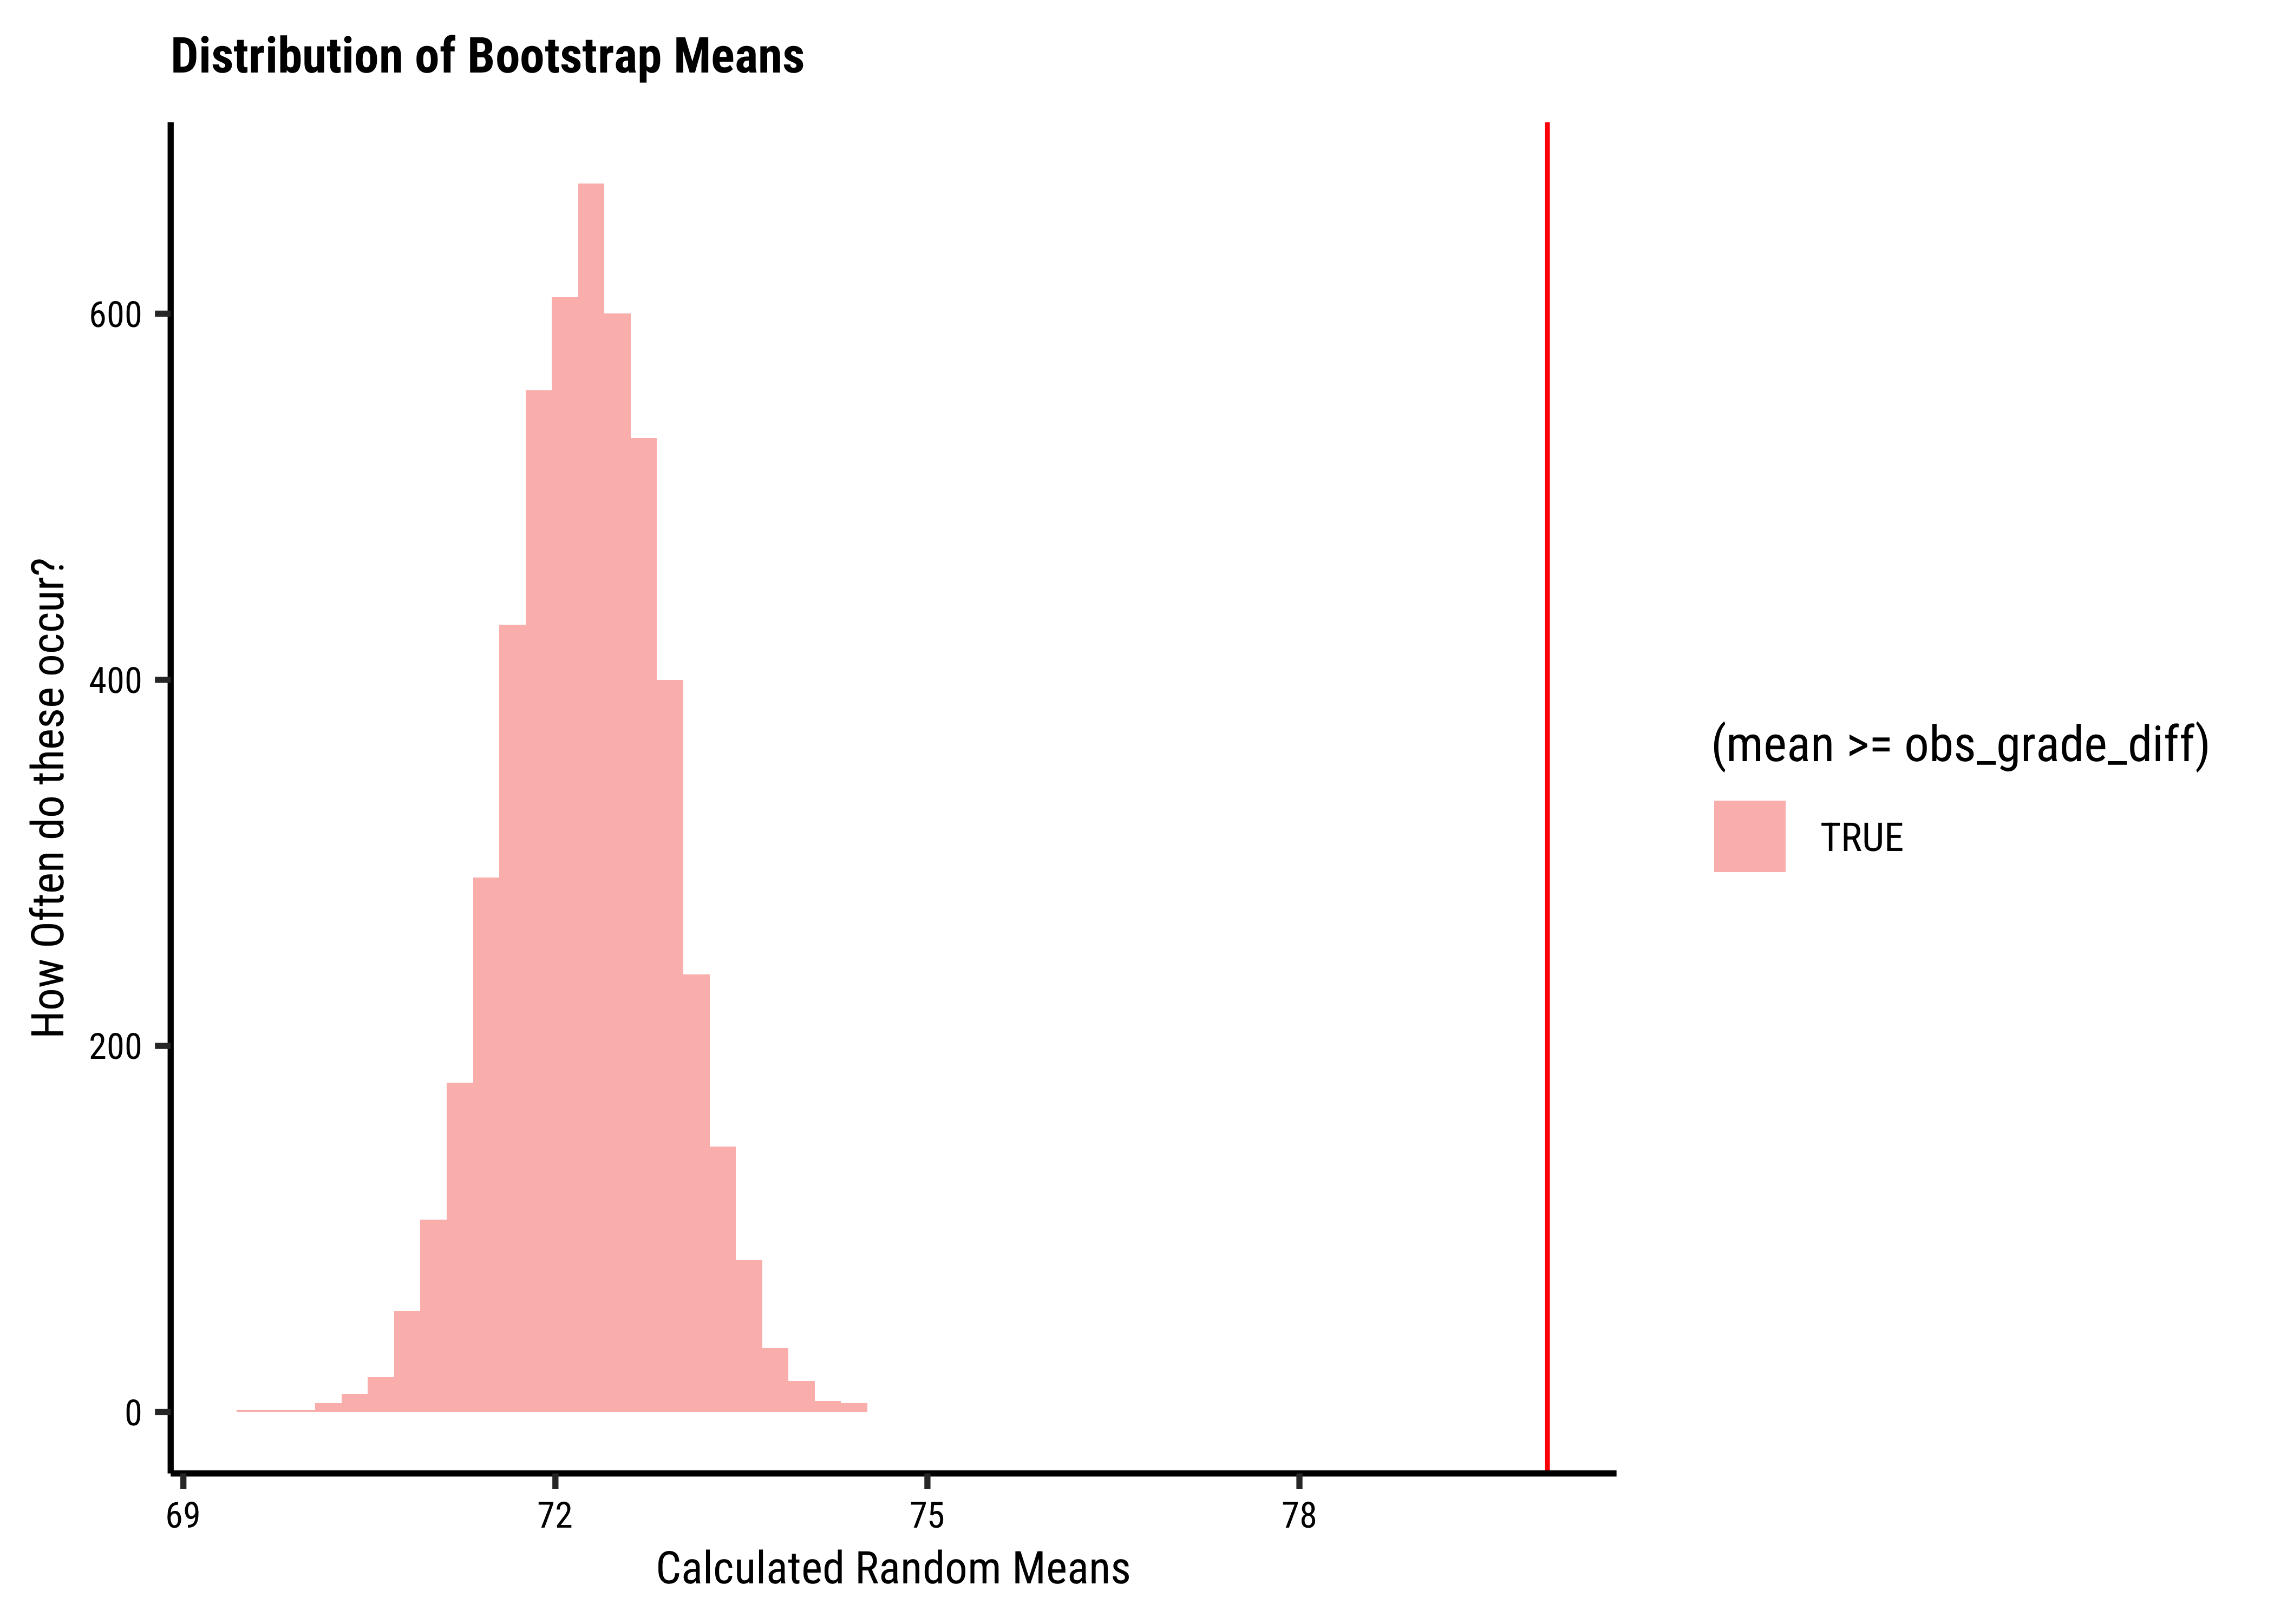 Distribution of Bootstrap Means
How Often do these occur?
600
400
200
0
69 72 75 78
Calculated Random Means
(mean >= obs_grade_diff)
TRUE